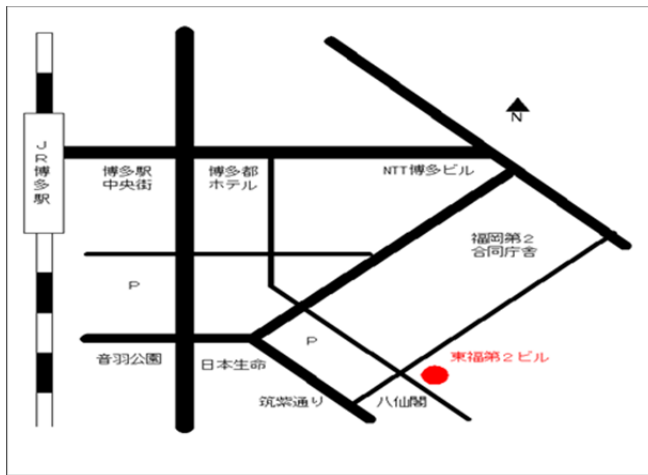 JR博多駅
N
博多駅
中央街
博多都
ホテル
NTT博多ビル
福岡第2
合同庁舎
P
P
音羽公園
日本生命
東福第2ビル
筑紫通り
八仙閣